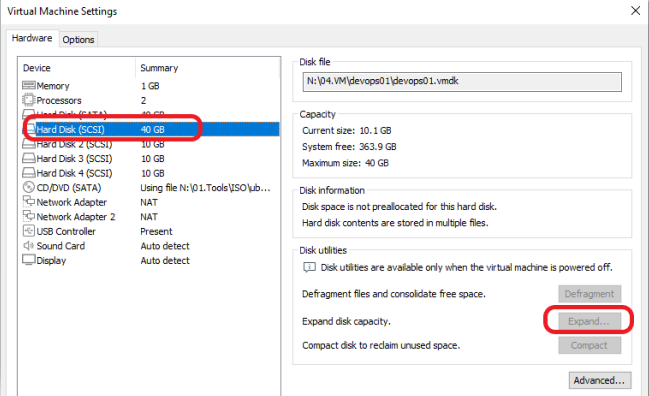 Virtual Machine Settings
Hardware Options
Device Summary
Memory 1 GB
Processors 2
Hard Disk (SATA) 40 GB
Hard Disk (SCSI) 40 GB
Hard Disk 2 (SCSI) 10 GB
Hard Disk 3 (SCSI) 10 GB
Hard Disk 4 (SCSI) 10 GB
CD/DVD (SATA) Using file N:\01.Tools\ISO\ub...
Network Adapter NAT
Network Adapter 2 NAT
USB Controller Present
Sound Card Auto detect
Display Auto detect
Disk file
N:\04.VM\devops01\devops01.vmdk
Capacity
Current size: 10.1 GB
System free: 363.9 GB
Maximum size: 40 GB
Disk information
Disk space is not preallocated for this hard disk.
Hard disk contents are stored in multiple files.
Disk utilities
Disk utilities are available only when the virtual machine is powered off.
Defragment files and consolidate free space. Defragment
Expand disk capacity. Expand...
Compact disk to reclaim unused space. Compact
Advanced...